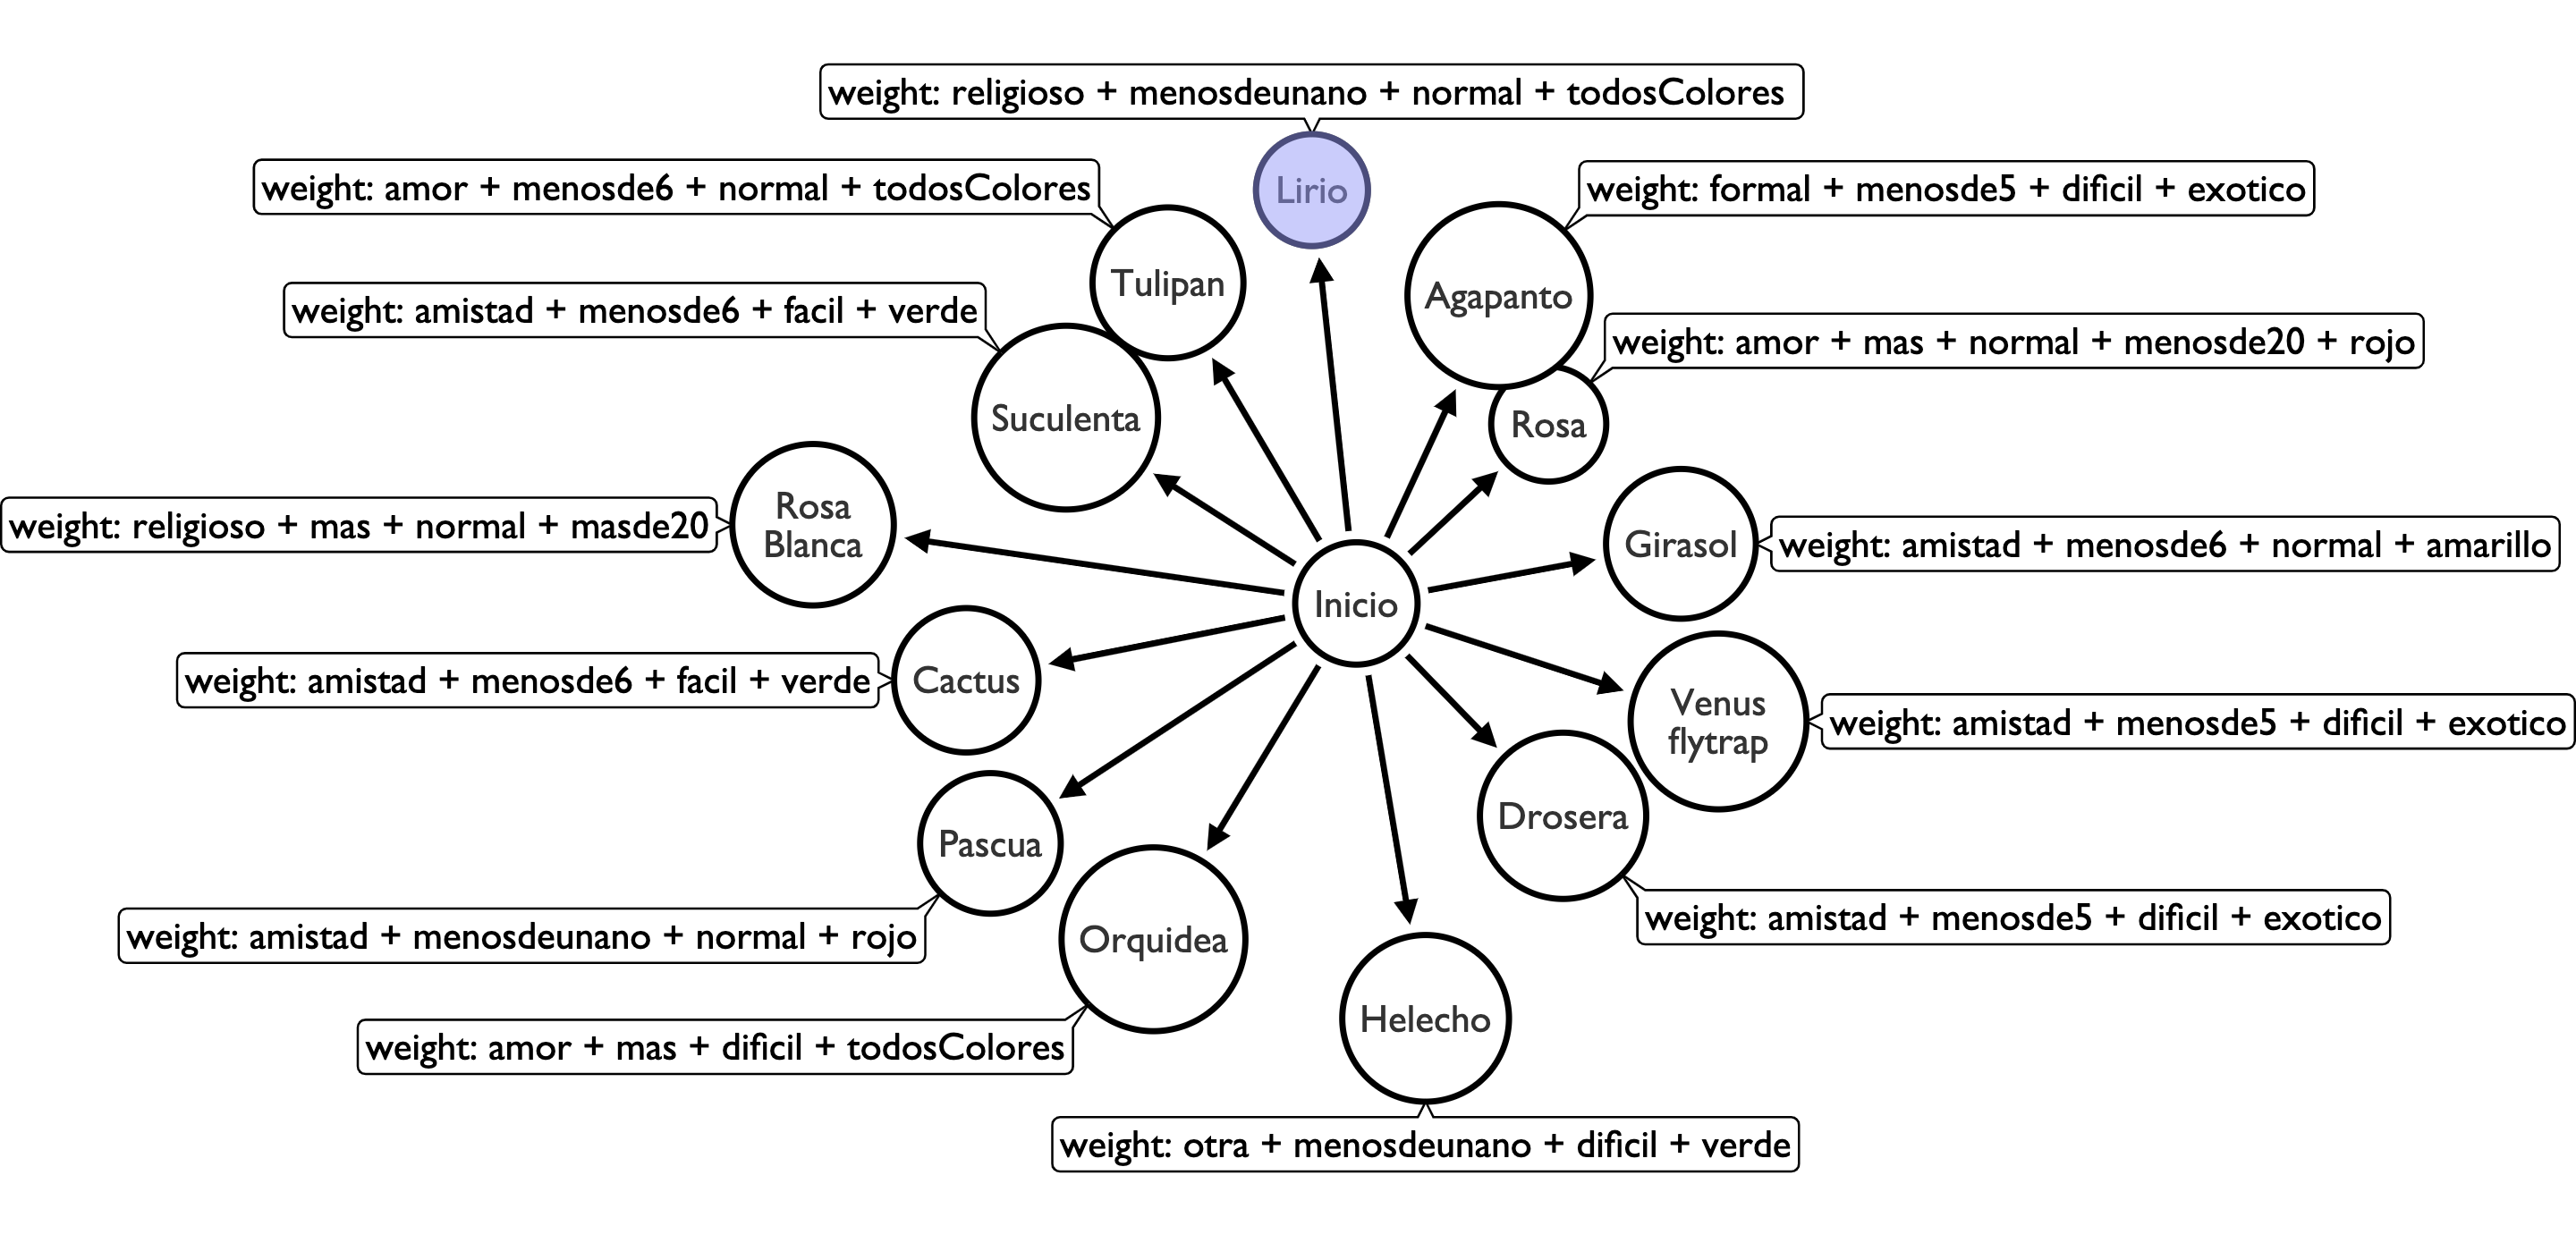 weight: religioso + menosdeunano + normal + todosColores
Lirio
weight: amor + menosde6 + normal + todosColores
Tulipan
weight: formal + menosde5 + dificil + exotico
Agapanto
weight: amistad + menosde6 + facil + verde
Suculenta
weight: amor + mas + normal + menosde20 + rojo
Rosa
weight: religioso + mas + normal + masde20
Rosa
Blanca
Girasol
weight: amistad + menosde6 + normal + amarillo
Inicio
weight: amistad + menosde6 + facil + verde
Cactus
Venus
flytrap
weight: amistad + menosde5 + dificil + exotico
Drosera
weight: amistad + menosde5 + dificil + exotico
Pascua
weight: amistad + menosdeunano + normal + rojo
Orquidea
weight: amor + mas + dificil + todosColores
Helecho
weight: otra + menosdeunano + dificil + verde